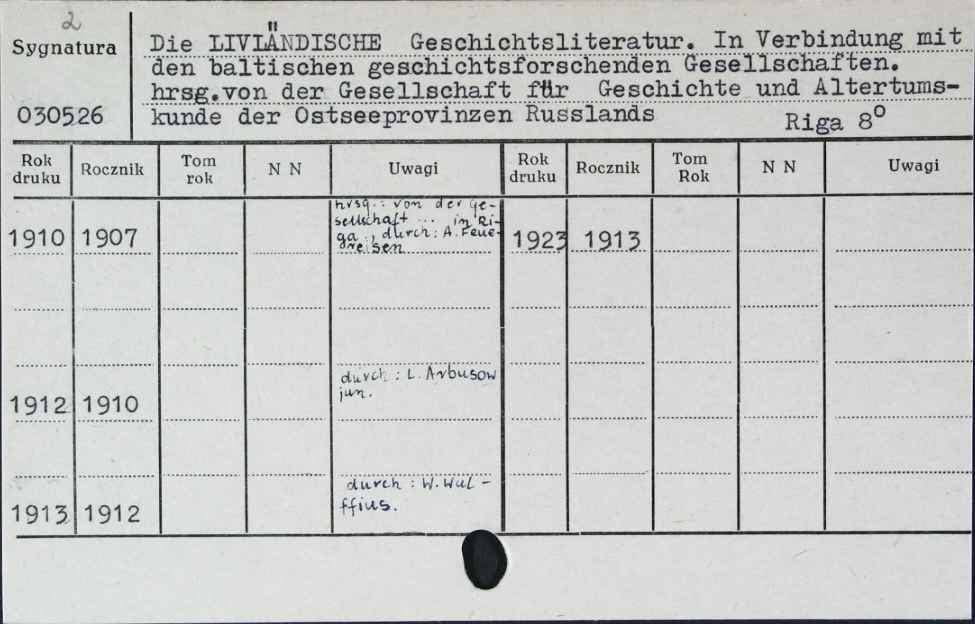 2
Sygnatura
030526
Die LIVLÄNDISCHE Geschichtsliteratur. In Verbindung mit
den baltischen geschichtsforschenden Gesellschaften.
hrsg.von der Gesellschaft für Geschichte und Altertums-
kunde der Ostseeprovinzen Russlands
Riga 8º
Rok druku Rocznik Tom rok N N Uwagi Rok druku Rocznik Tom Rok N N Uwagi
hrsg.: von der Ge-
sellschaft ... in Ri-
ga., durch: A. Feue-
reisen
1910 1907 1923 1913
durch: L. Arbusow
jun.
1912 1910
durch: W. Wul-
ffius.
1913 1912